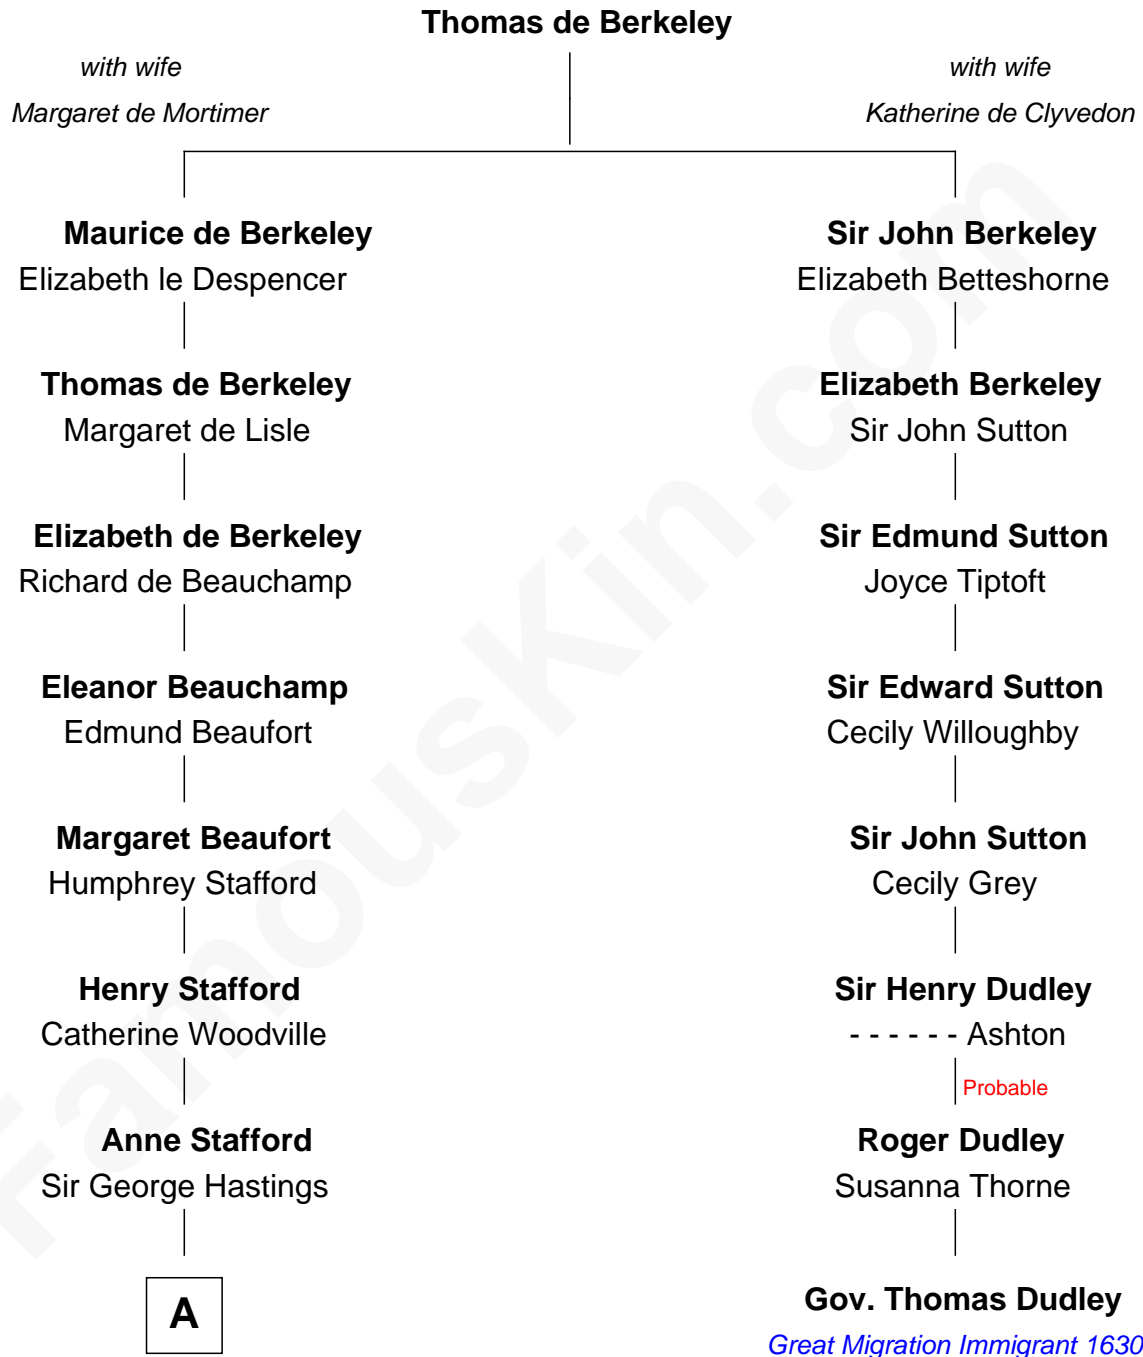 Thomas de Berkeley
with wife
Margaret de Mortimer
with wife
Katherine de Clyvedon
Maurice de Berkeley
Elizabeth le Despencer
Sir John Berkeley
Elizabeth Betteshorne
Thomas de Berkeley
Margaret de Lisle
Elizabeth Berkeley
Sir John Sutton
Elizabeth de Berkeley
Richard de Beauchamp
Sir Edmund Sutton
Joyce Tiptoft
Eleanor Beauchamp
Edmund Beaufort
Sir Edward Sutton
Cecily Willoughby
Margaret Beaufort
Humphrey Stafford
Sir John Sutton
Cecily Grey
Henry Stafford
Catherine Woodville
Sir Henry Dudley
- - - - - - Ashton
Probable
Anne Stafford
Sir George Hastings
Roger Dudley
Susanna Thorne
A
Gov. Thomas Dudley
Great Migration Immigrant 1630
FamousKin.com